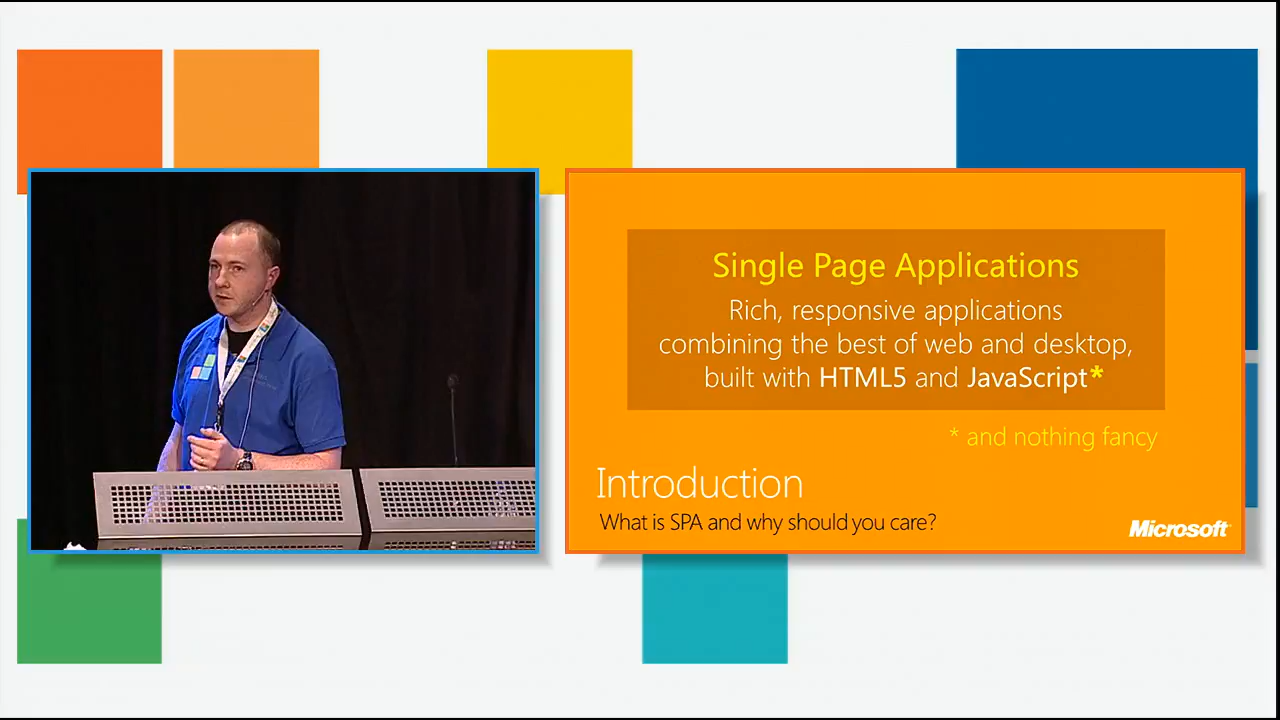 Single Page Applications
Rich, responsive applications
combining the best of web and desktop,
built with HTML5 and JavaScript*
* and nothing fancy
Introduction
What is SPA and why should you care?
Microsoft